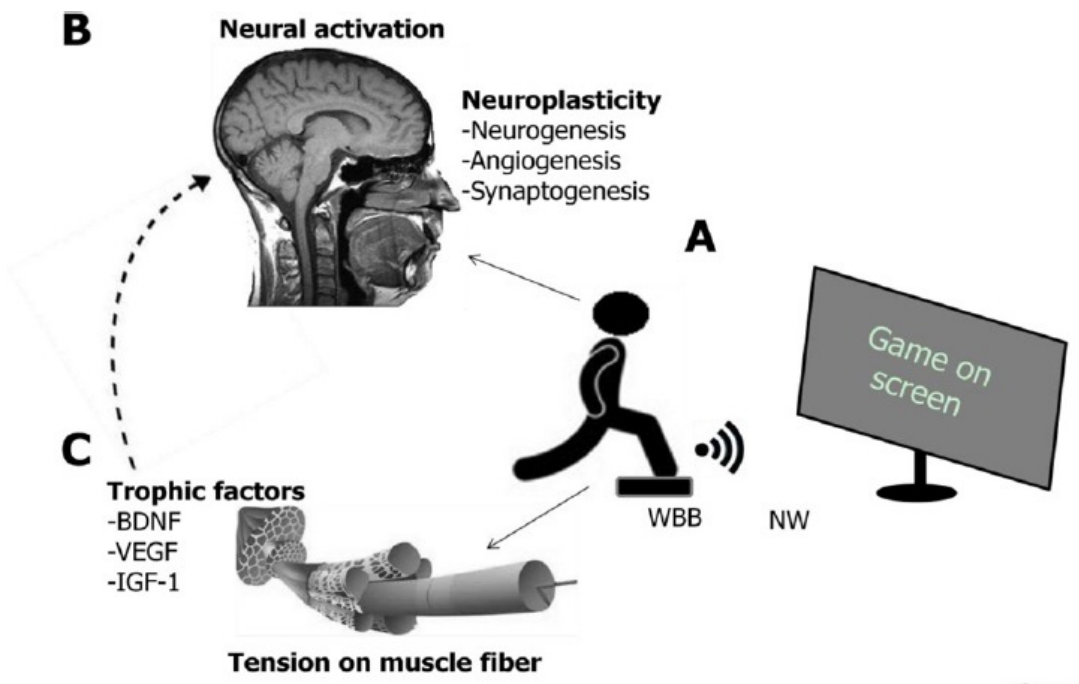 B
Neural activation
Neuroplasticity
-Neurogenesis
-Angiogenesis
-Synaptogenesis
A
Game on
screen
WBB
NW
C
Trophic factors
-BDNF
-VEGF
-IGF-1
Tension on muscle fiber